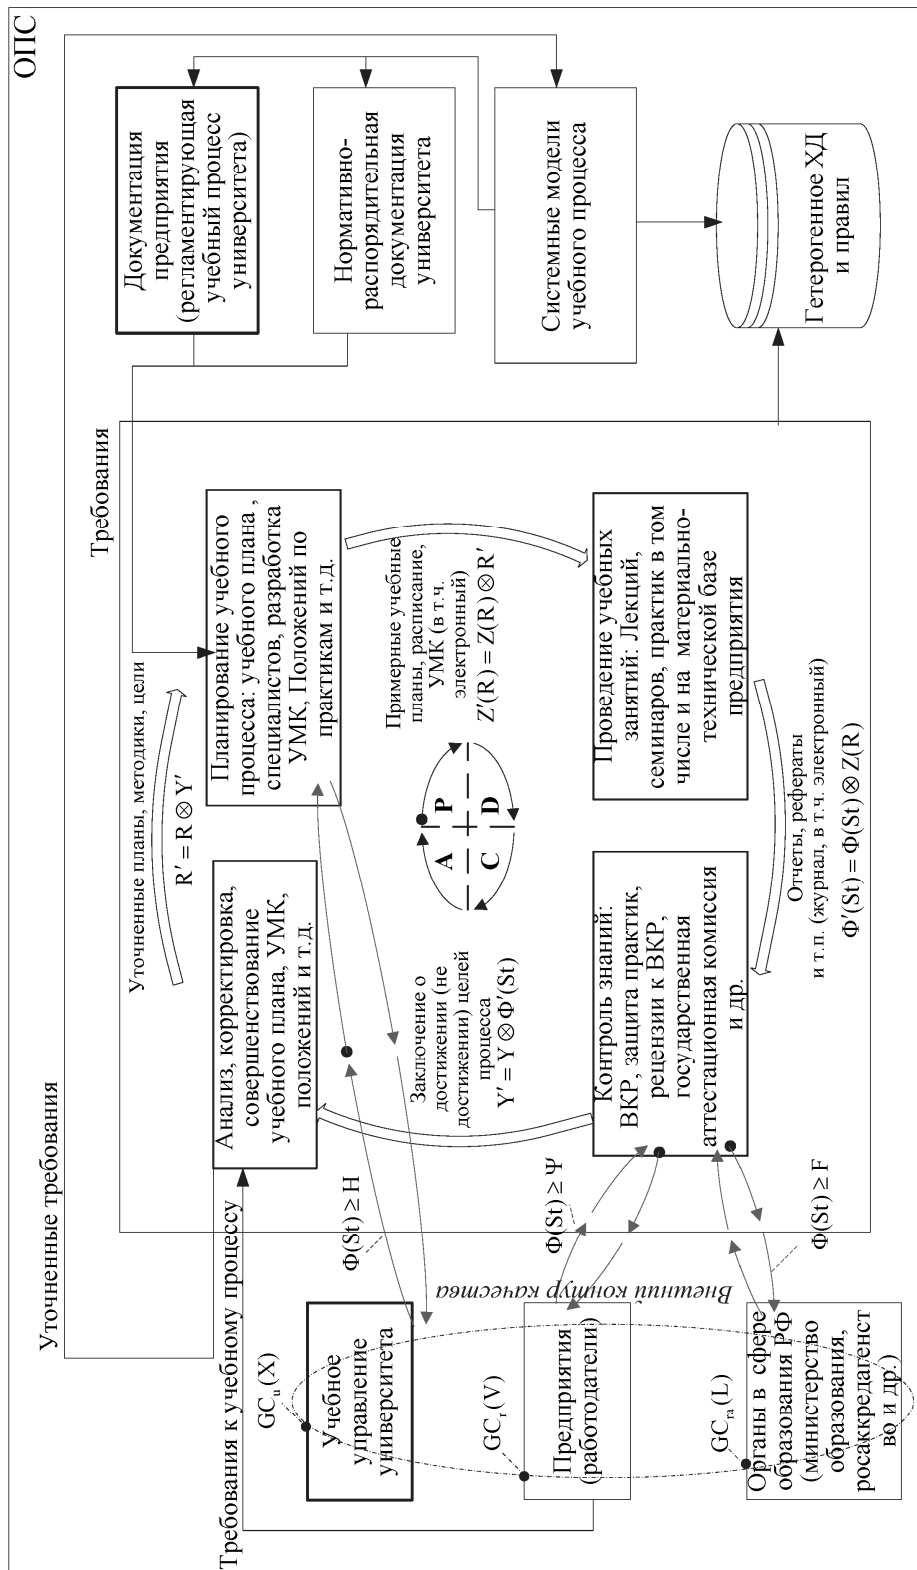 ОПС
Уточненные требования
Требования к учебному процессу
Требования
Документация
предприятия
(регламентирующая
учебный процесс
университета)
Нормативно-
распорядительная
документация
университета
Системные модели
учебного процесса
Гетерогенное ХД
и правил
Уточненные планы, методики, цели
R′ = R ⊗ Y′
Анализ, корректировка,
совершенствование
учебного плана, УМК,
положений и т.д.
Планирование учебного
процесса: учебного плана ,
специалистов, разработка
УМК, Положений по
практикам и т.д.
Примерные учебные
планы, расписание,
УМК (в т.ч.
электронный)
Z′(R) = Z(R) ⊗ R′
A
P
C
D
Заключение о
достижении (не
достижении) целей
процесса
Y′ = Y ⊗ Φ′(St)
Контроль знаний:
ВКР, защита практик,
рецензии к ВКР,
государственная
аттестационная комиссия
и др.
Проведение учебных
занятий: Лекций,
семинаров, практик в том
числе и на материально-
технической базе
предприятия
Отчеты, рефераты
и т.п. (журнал, в т.ч. электронный)
Φ′(St) = Φ(St) ⊗ Z(R)
Φ(St) ≥ H
Φ(St) ≥ Ψ
Φ(St) ≥ F
Внешний контур качества
GCu(X)
Учебное
управление
университета
GCr(V)
Предприятия
(работодатели)
GCra(L)
Органы в сфере
образования РФ
(министерство
образования,
росаккредагенст
во и др.)